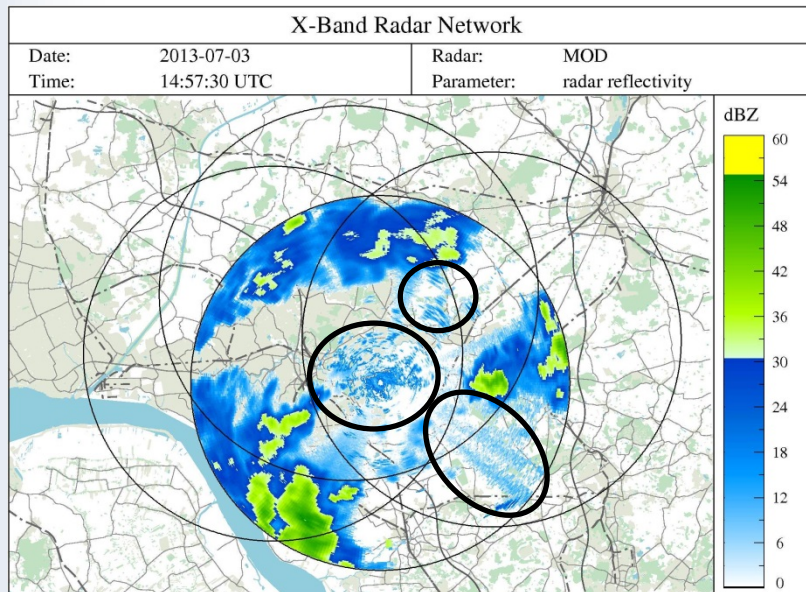 X-Band Radar Network
Date: 2013-07-03 Radar: MOD
Time: 14:57:30 UTC Parameter: radar reflectivity
dBZ
60
54
48
42
36
30
24
18
12
6
0